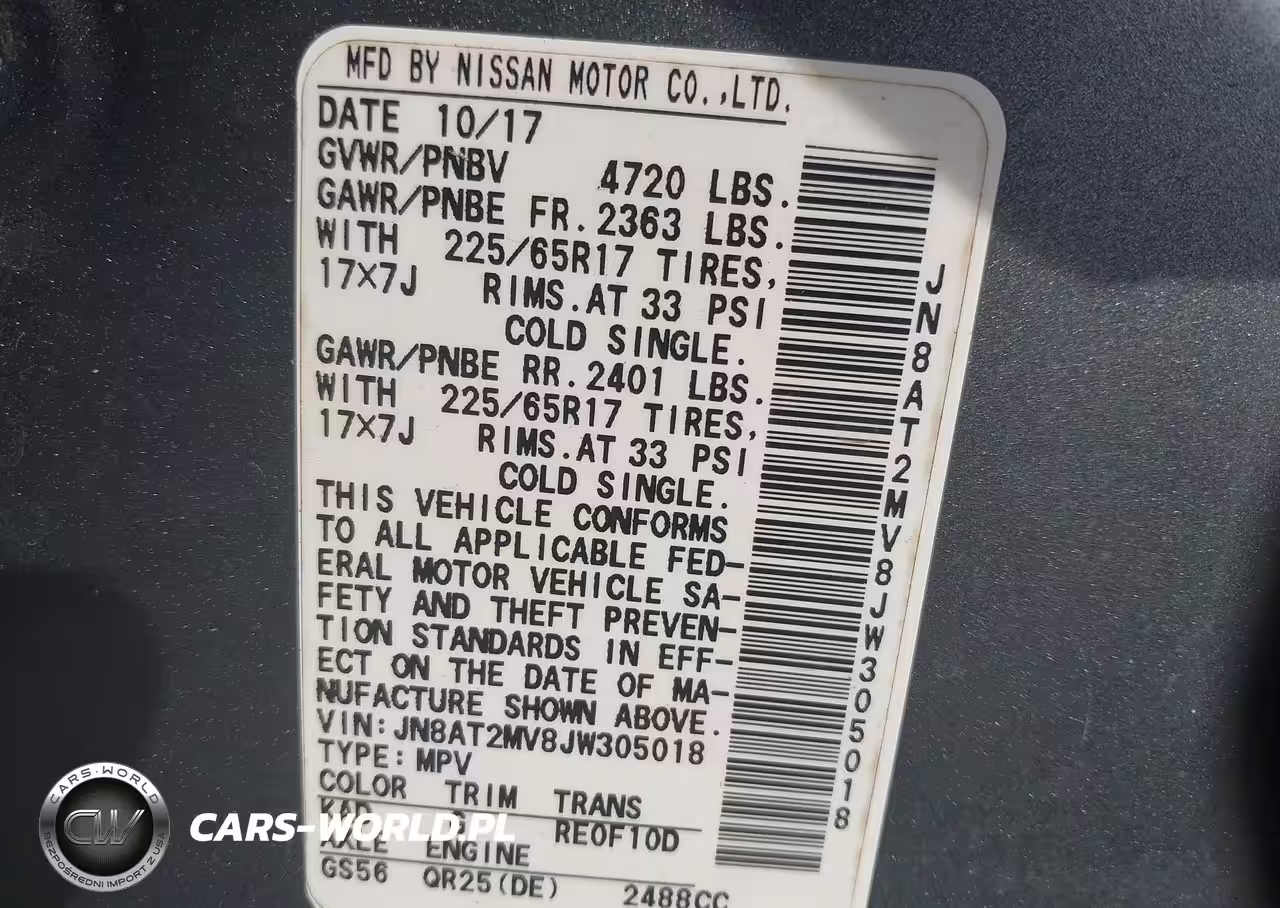 MFD BY NISSAN MOTOR CO.,LTD.
DATE 10/17
GVWR/PNBV 4720 LBS.
GAWR/PNBE FR. 2363 LBS.
WITH 225/65R17 TIRES,
17×7J RIMS. AT 33 PSI
COLD SINGLE.
GAWR/PNBE RR. 2401 LBS.
WITH 225/65R17 TIRES,
17×7J RIMS. AT 33 PSI
COLD SINGLE.
THIS VEHICLE CONFORMS
TO ALL APPLICABLE FED-
ERAL MOTOR VEHICLE SA-
FETY AND THEFT PREVEN-
TION STANDARDS IN EFF-
ECT ON THE DATE OF MA-
NUFACTURE SHOWN ABOVE.
VIN: JN8AT2MV8JW305018
TYPE: MPV
COLOR TRIM TRANS
KAD RE0F10D
AXLE ENGINE
GS56 QR25(DE) 2488CC
JN8AT2MV8JW305018
CARS-WORLD
CW
BEZPOŚREDNI IMPORT Z USA
CARS-WORLD.PL